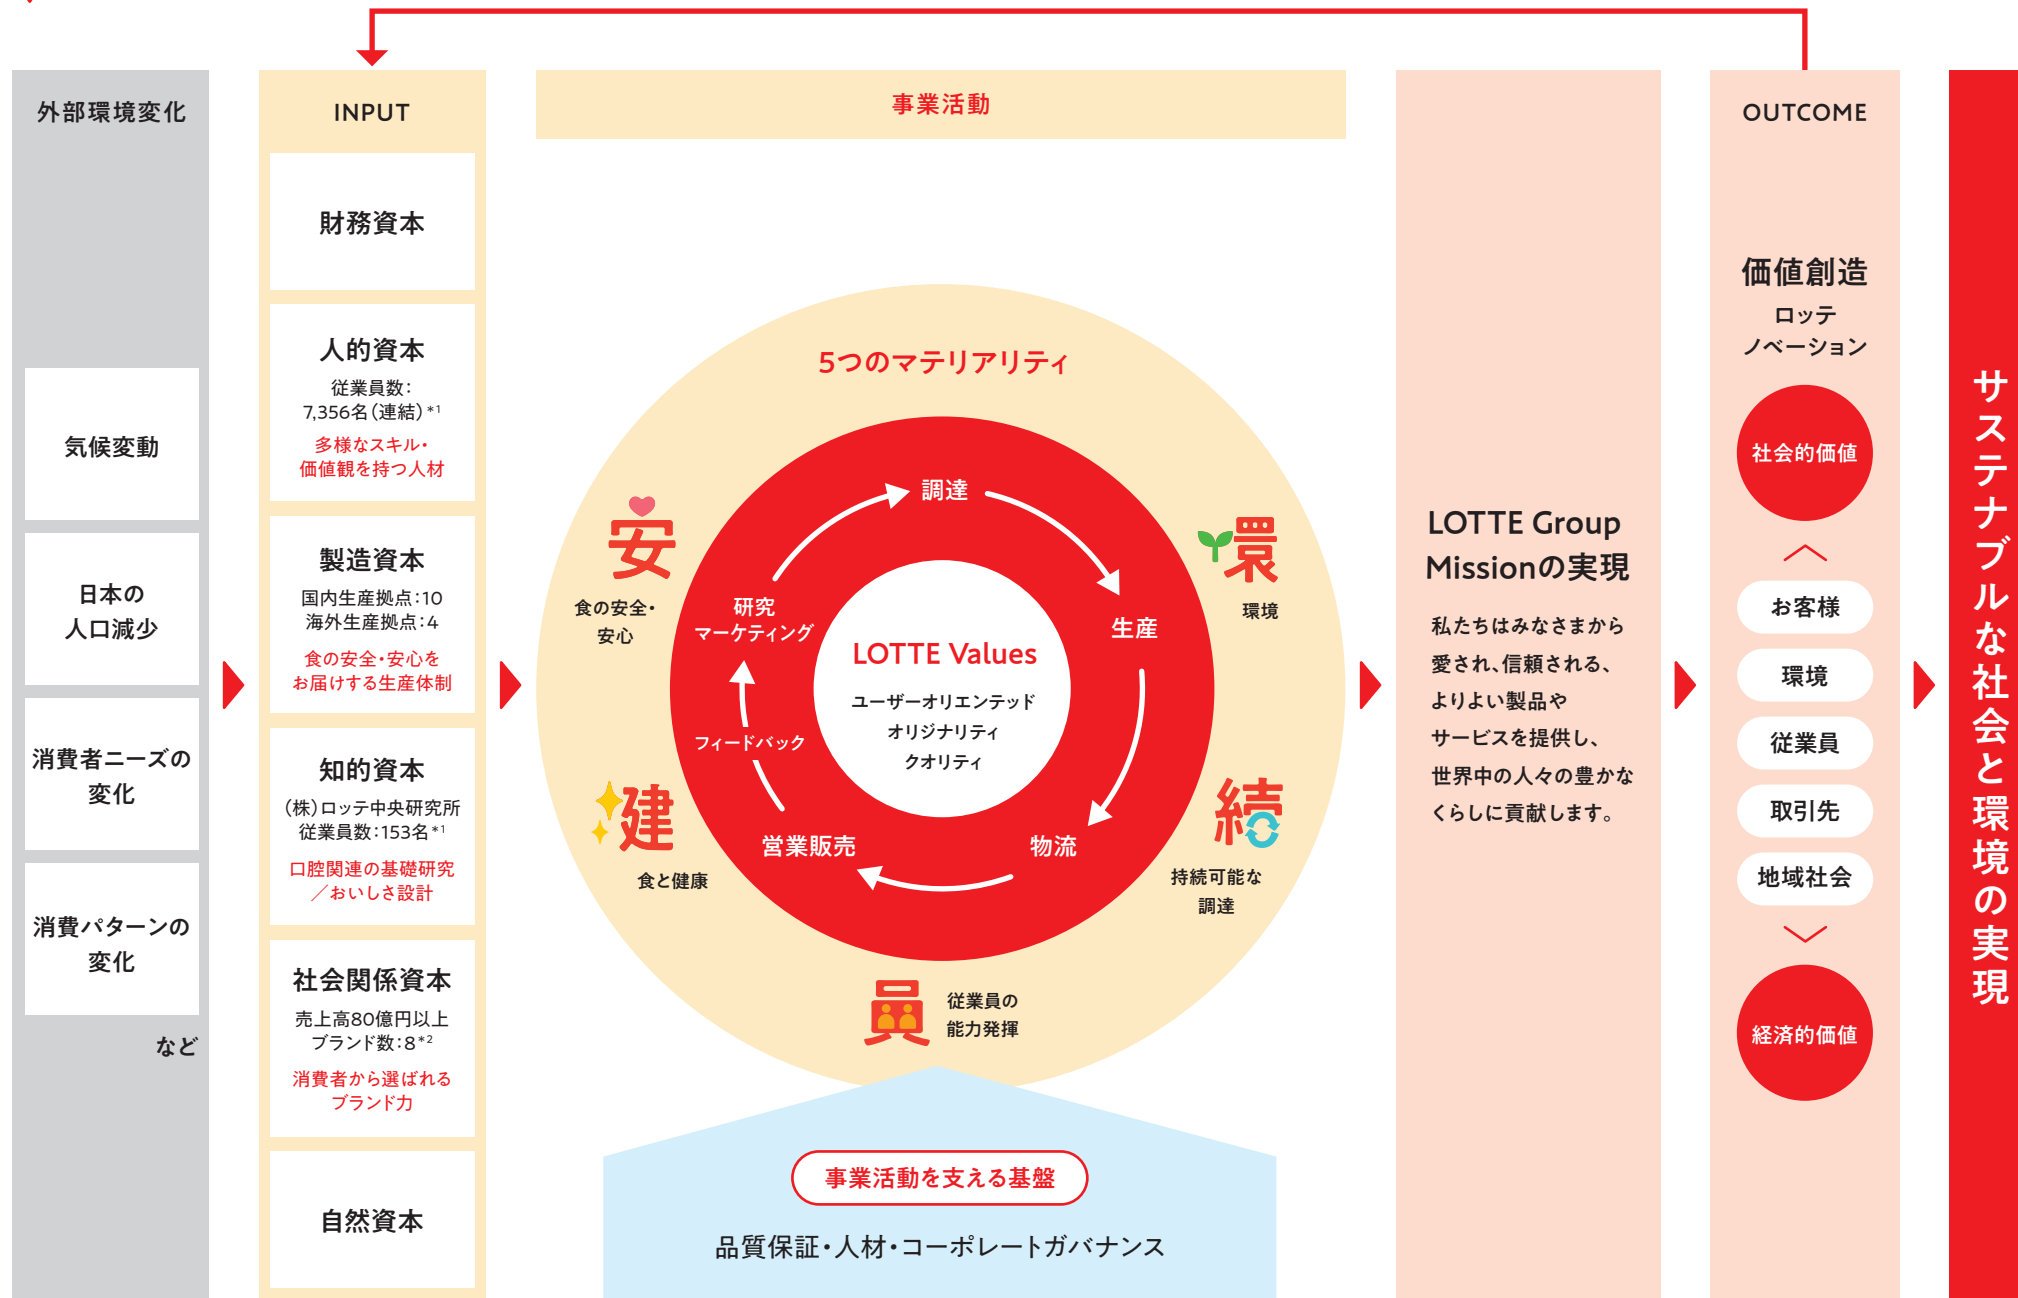 外部環境変化
気候変動
日本の
人口減少
消費者ニーズの
変化
消費パターンの
変化
など
INPUT
財務資本
人的資本
従業員数：
7,356名（連結）*1
多様なスキル・
価値観を持つ人材
製造資本
国内生産拠点：10
海外生産拠点：4
食の安全・安心を
お届けする生産体制
知的資本
（株）ロッテ中央研究所
従業員数：153名*1
口腔関連の基礎研究
／おいしさ設計
社会関係資本
売上高80億円以上
ブランド数：8*2
消費者から選ばれる
ブランド力
自然資本
事業活動
5つのマテリアリティ
安
食の安全・
安心
環
環境
建
食と健康
続
持続可能な
調達
員
従業員の
能力発揮
調達
生産
物流
営業販売
フィードバック
研究
マーケティング
LOTTE Values
ユーザーオリエンテッド
オリジナリティ
クオリティ
事業活動を支える基盤
品質保証・人材・コーポレートガバナンス
LOTTE Group
Missionの実現
私たちはみなさまから
愛され、信頼される、
よりよい製品や
サービスを提供し、
世界中の人々の豊かな
くらしに貢献します。
OUTCOME
価値創造
ロッテ
ノベーション
社会的価値
お客様
環境
従業員
取引先
地域社会
経済的価値
サステナブルな社会と環境の実現